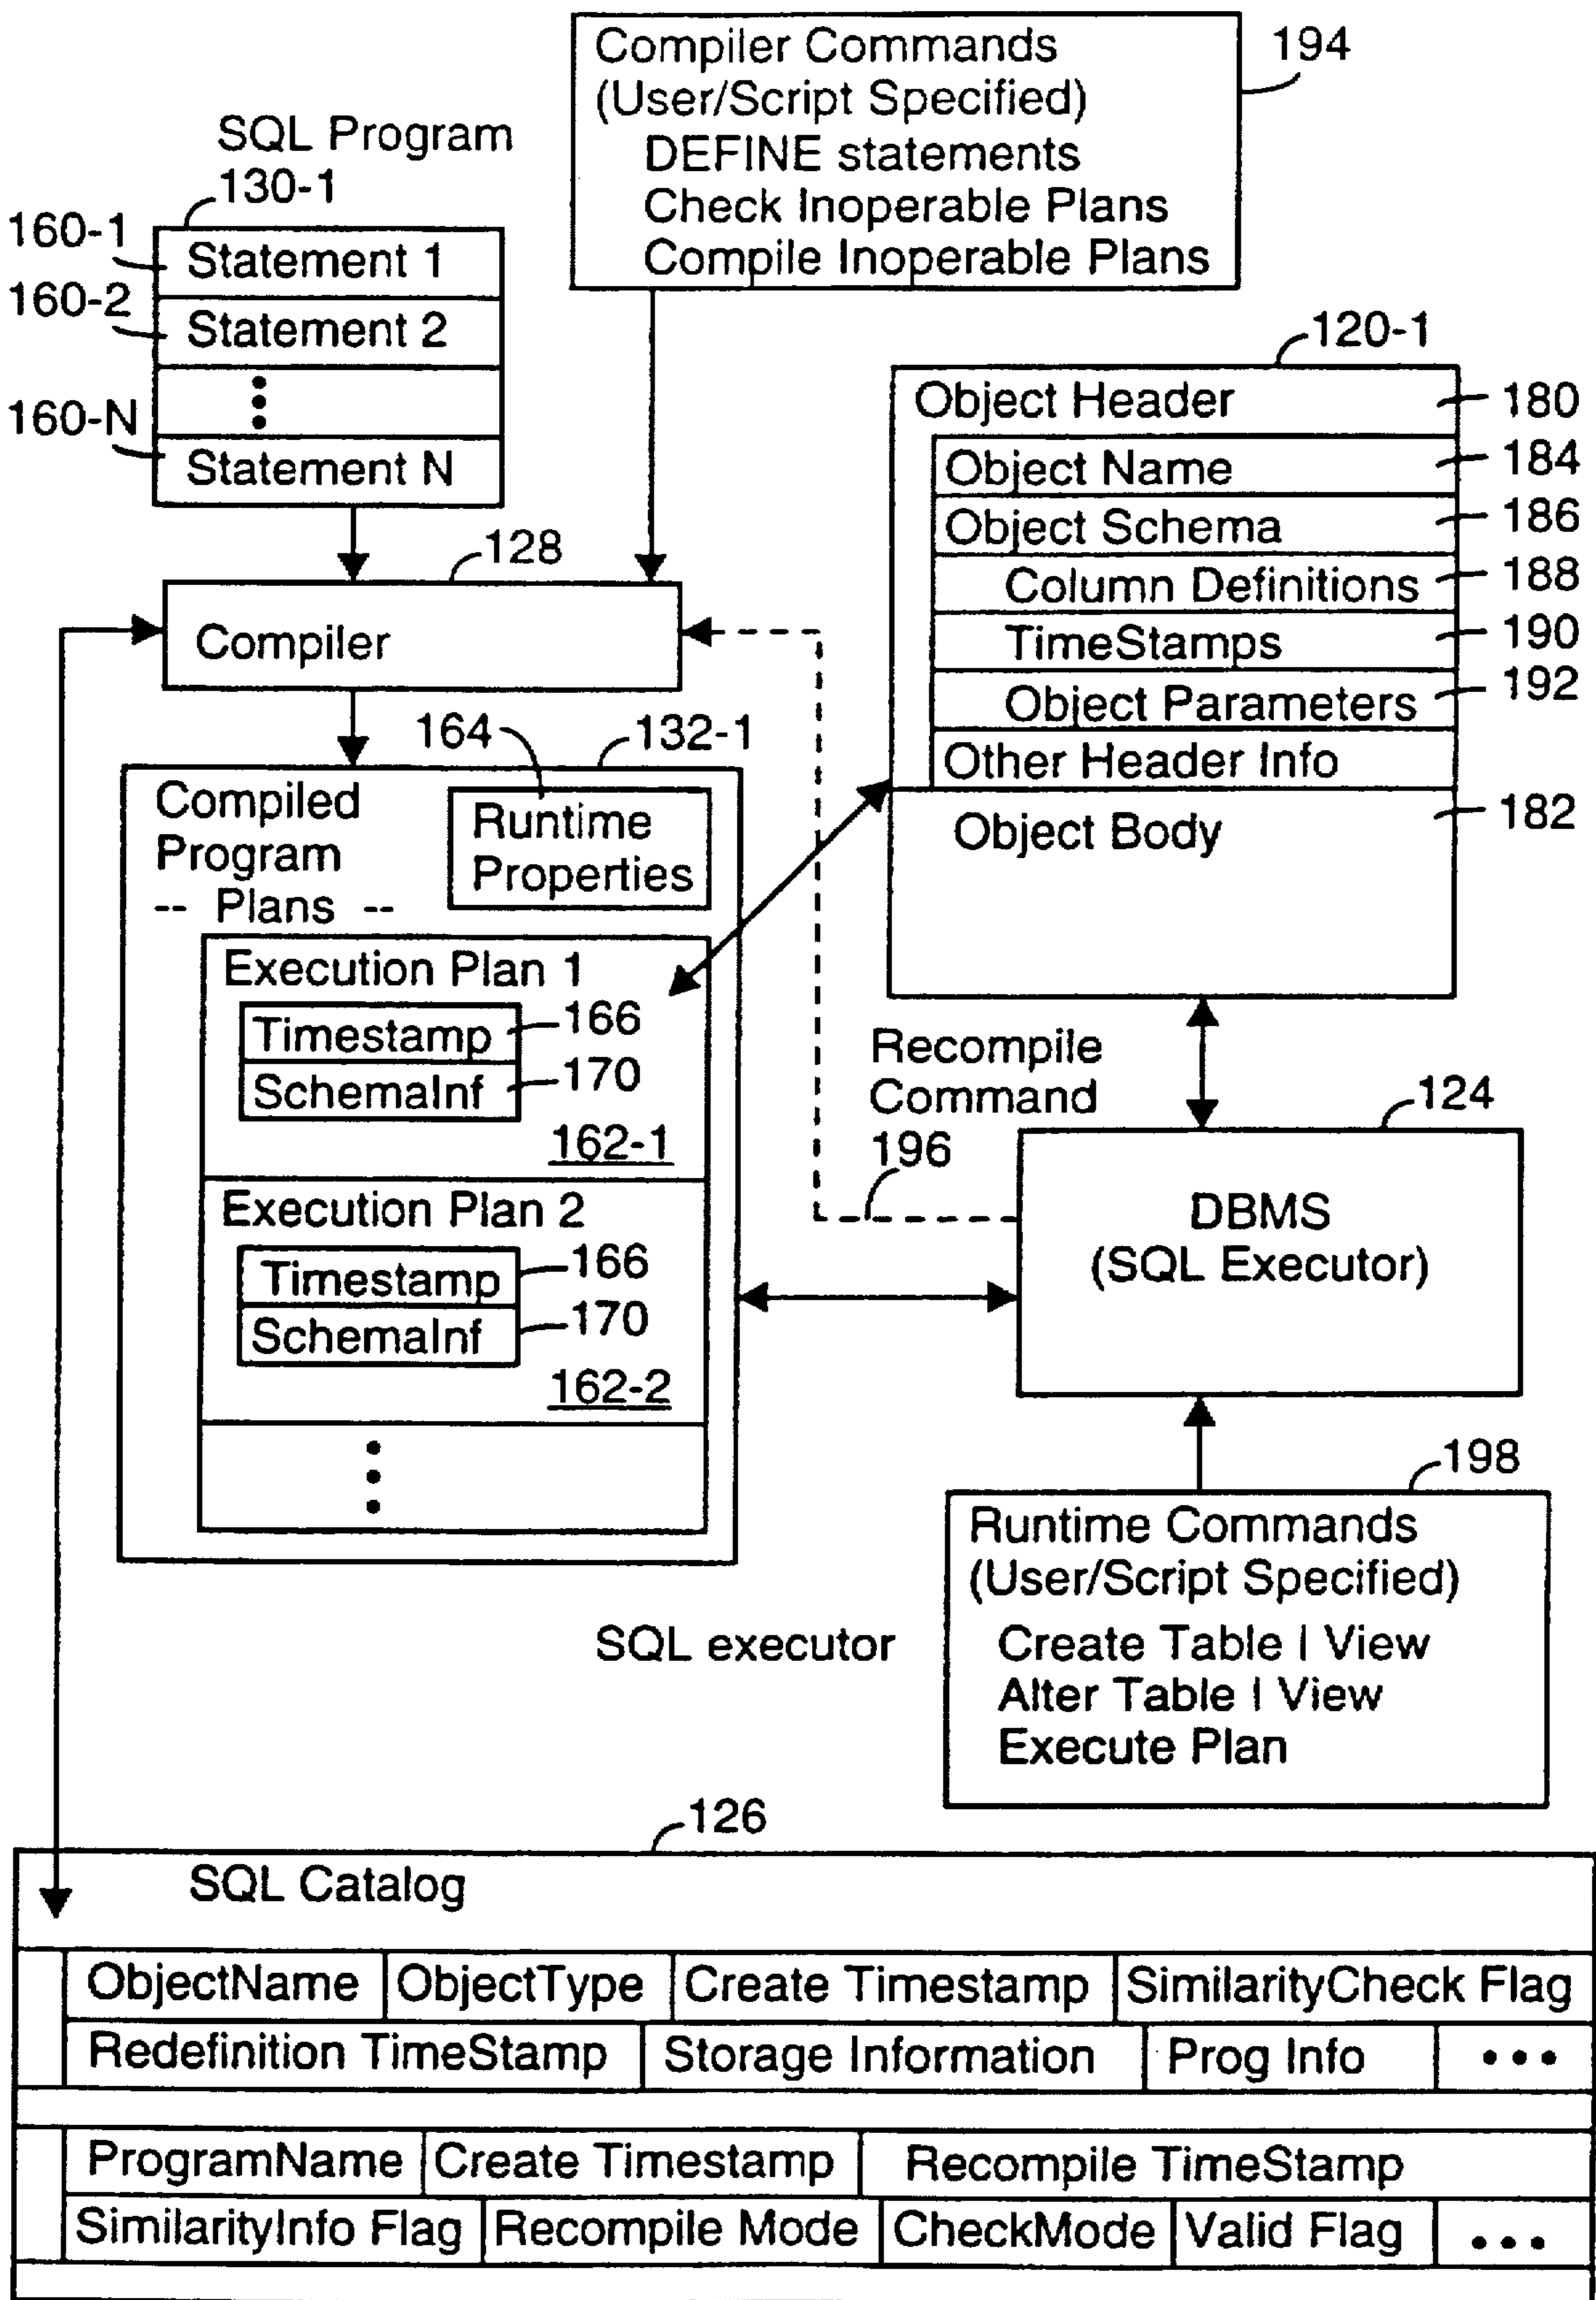 Compiler Commands
(User/Script Specified)
DEFINE statements
Check Inoperable Plans
Compile Inoperable Plans
194
SQL Program
130-1
160-1
Statement 1
160-2
Statement 2
160-N
Statement N
120-1
Object Header
180
Object Name
184
Object Schema
186
Column Definitions
188
TimeStamps
190
Object Parameters
192
Other Header Info
Object Body
182
128
Compiler
164
132-1
Compiled
Program
-- Plans --
Runtime
Properties
Execution Plan 1
Timestamp
166
SchemaInf
170
162-1
Execution Plan 2
Timestamp
166
SchemaInf
170
162-2
Recompile
Command
196
124
DBMS
(SQL Executor)
198
Runtime Commands
(User/Script Specified)
Create Table | View
Alter Table | View
Execute Plan
SQL executor
126
SQL Catalog
ObjectName ObjectType Create Timestamp SimilarityCheck Flag
Redefinition TimeStamp Storage Information Prog Info •••
ProgramName Create Timestamp Recompile TimeStamp
SimilarityInfo Flag Recompile Mode CheckMode Valid Flag •••